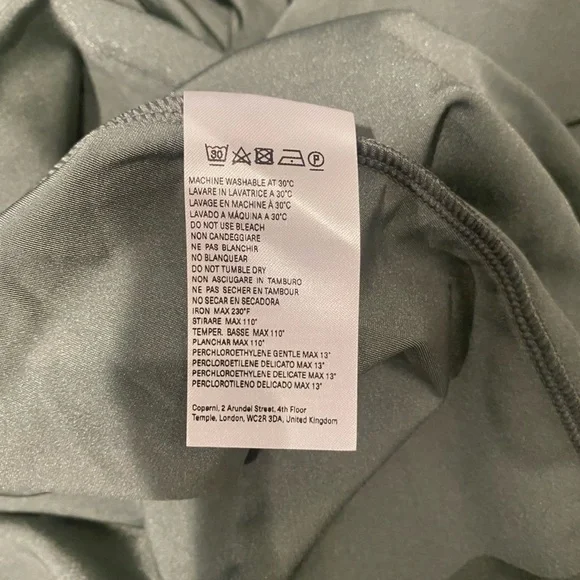 30 P
MACHINE WASHABLE AT 30°C
LAVARE IN LAVATRICE A 30°C
LAVAGE EN MACHINE À 30°C
LAVADO A MÁQUINA A 30°C
DO NOT USE BLEACH
NON CANDEGGIARE
NE PAS BLANCHIR
NO BLANQUEAR
DO NOT TUMBLE DRY
NON ASCIUGARE IN TAMBURO
NE PAS SECHER EN TAMBOUR
NO SECAR EN SECADORA
IRON MAX 230°F
STIRARE MAX 110°
TEMPER. BASSE MAX 110°
PLANCHAR MAX 110°
PERCHLOROETHYLENE GENTLE MAX 13°
PERCLOROETILENE DELICATO MAX 13°
PERCHLOROETHYLENE DELICATE MAX 13°
PERCLOROTILENO DELICADO MAX 13°
Coperni, 2 Arundel Street, 4th Floor
Temple, London, WC2R 3DA, United Kingdom